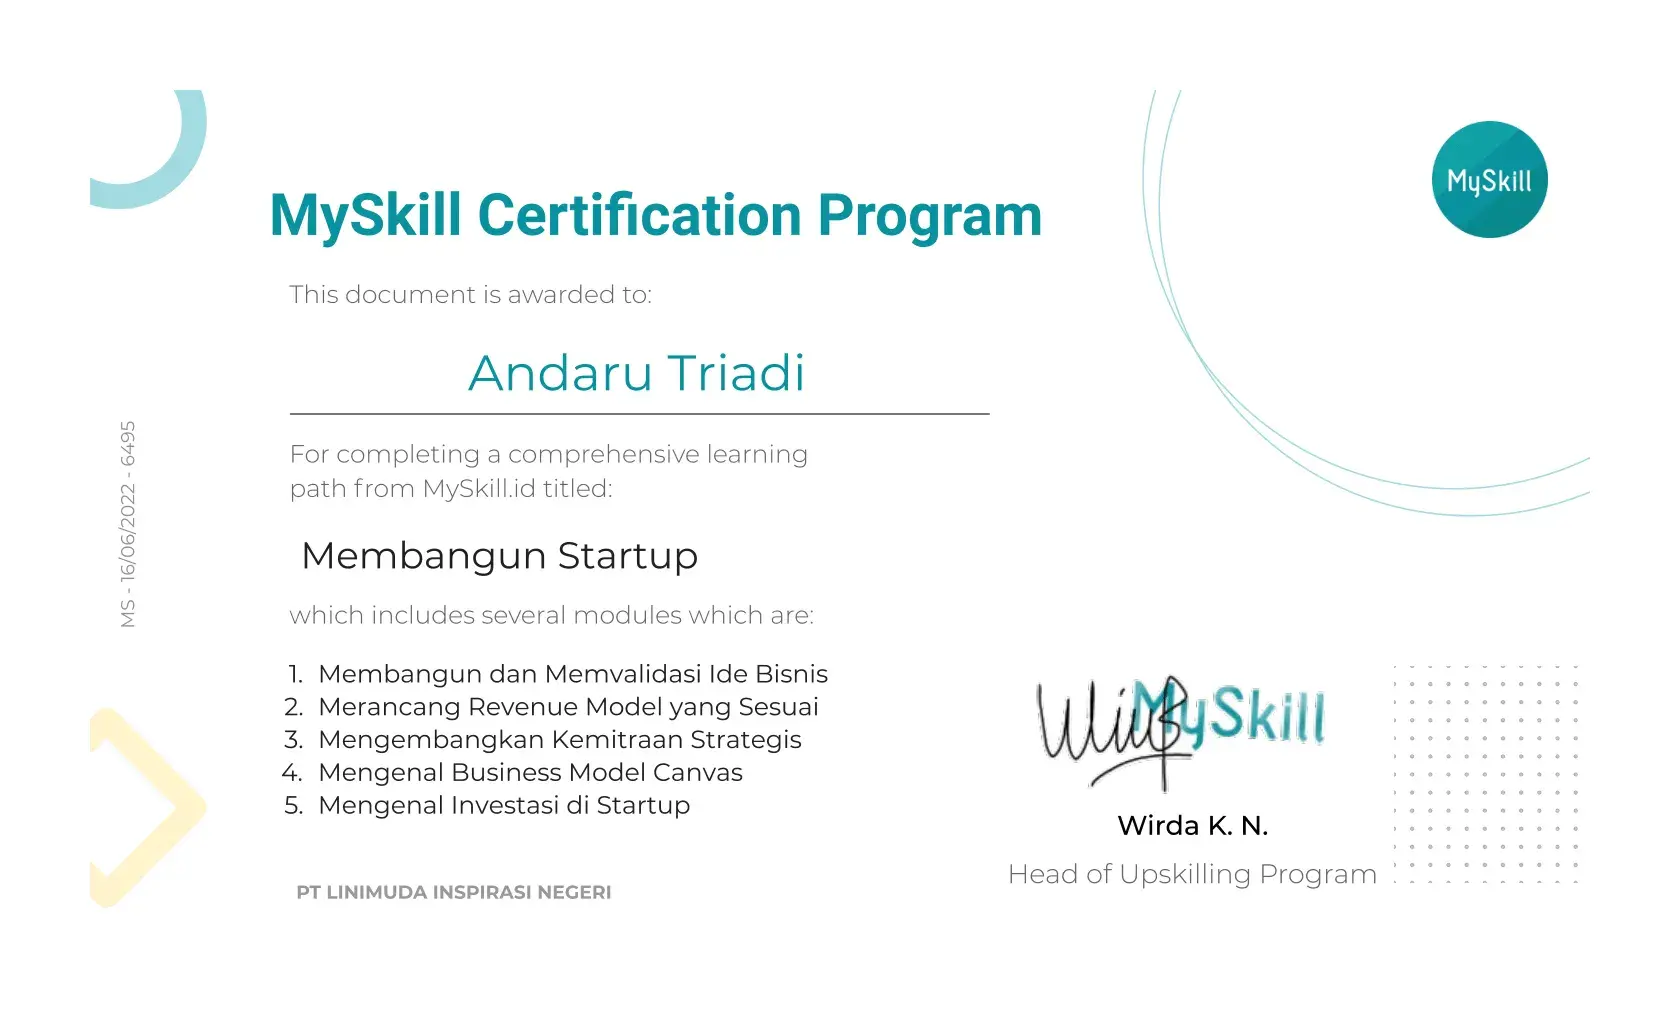 MySkill
MySkill Certification Program
This document is awarded to:
Andaru Triadi
For completing a comprehensive learning
path from MySkill.id titled:
Membangun Startup
which includes several modules which are:
1. Membangun dan Memvalidasi Ide Bisnis
2. Merancang Revenue Model yang Sesuai
3. Mengembangkan Kemitraan Strategis
4. Mengenal Business Model Canvas
5. Mengenal Investasi di Startup
MS - 16/06/2022 - 6495
MySkill
Wirda K. N.
Head of Upskilling Program
PT LINIMUDA INSPIRASI NEGERI